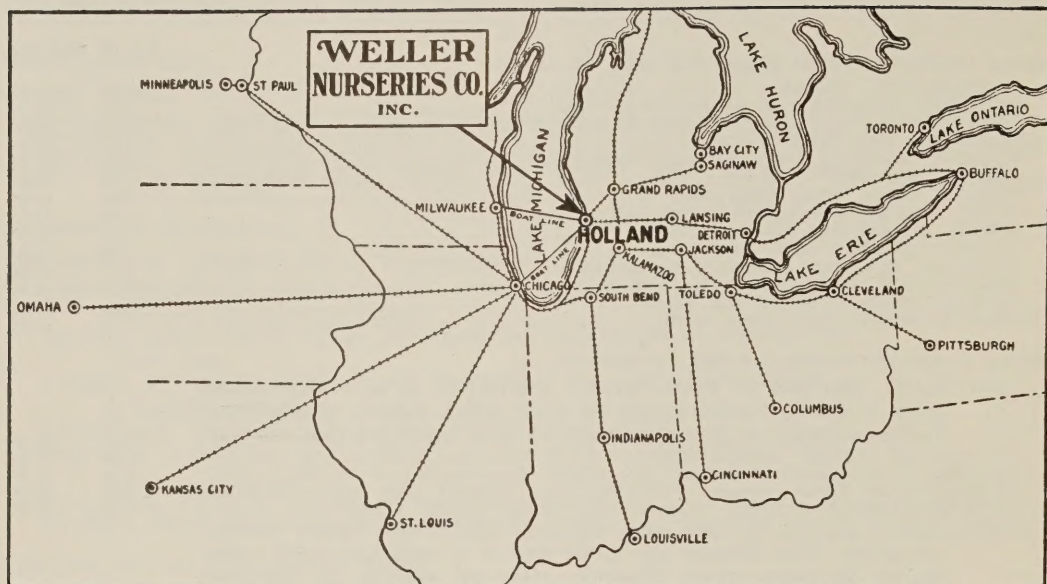 WELLER
NURSERIES CO.
INC.
MINNEAPOLIS
ST PAUL
LAKE MICHIGAN
LAKE HURON
LAKE ONTARIO
TORONTO
BAY CITY
SAGINAW
BUFFALO
GRAND RAPIDS
MILWAUKEE
BOAT LINE
LANSING
HOLLAND
DETROIT
JACKSON
KALAMAZOO
LAKE ERIE
BOAT LINE
CHICAGO
OMAHA
SOUTH BEND
TOLEDO
CLEVELAND
PITTSBURGH
COLUMBUS
INDIANAPOLIS
CINCINNATI
KANSAS CITY
ST. LOUIS
LOUISVILLE